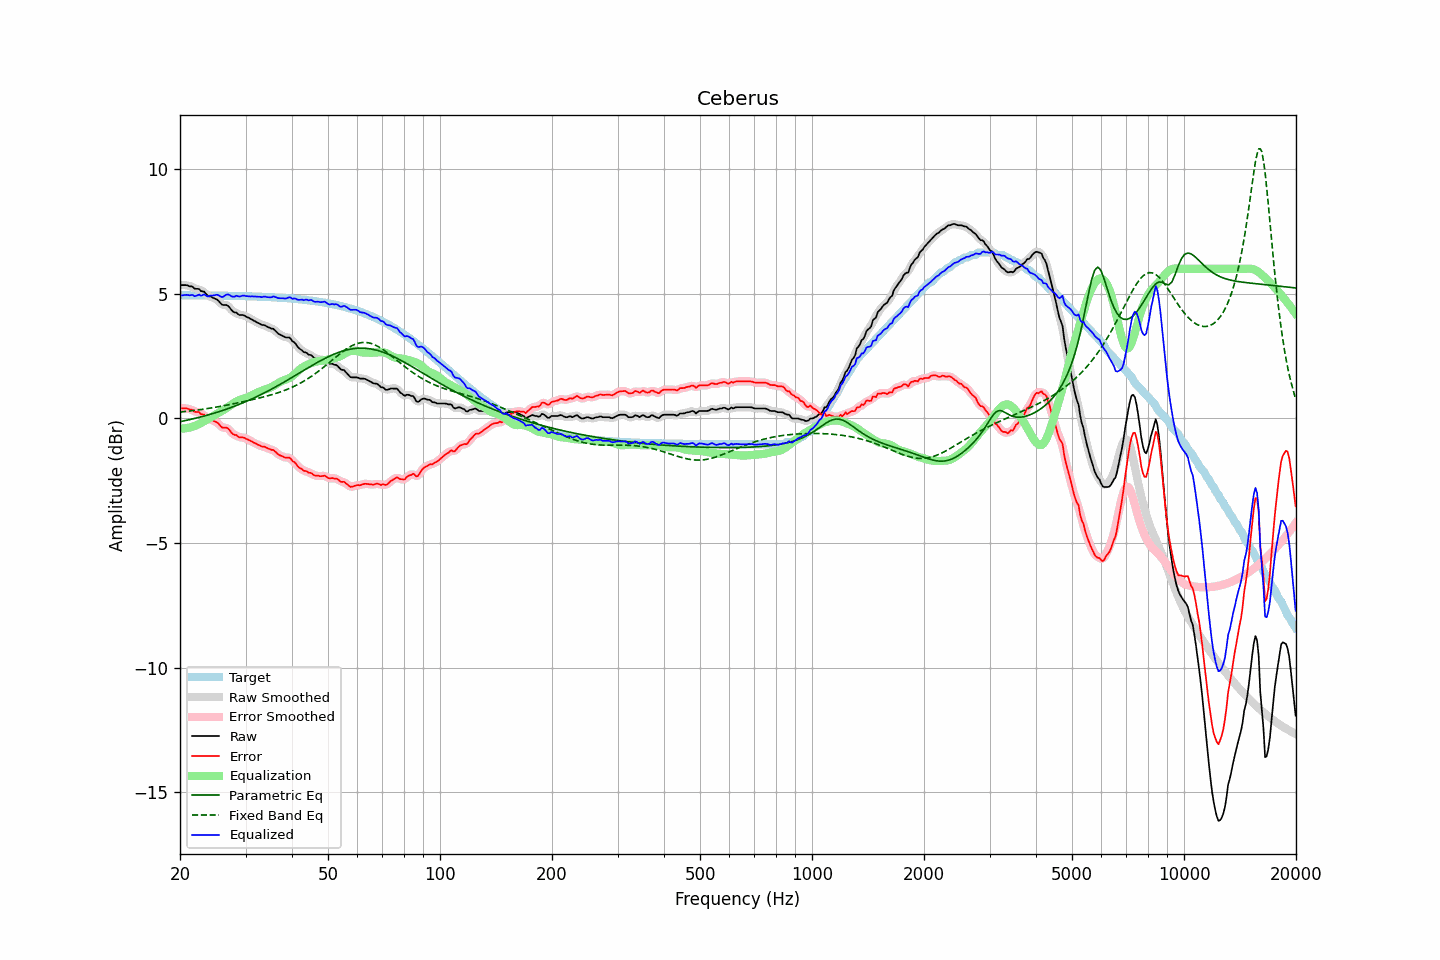 Ceberus
Amplitude (dBr)
10
5
0
−5
−10
−15
Target
Raw Smoothed
Error Smoothed
Raw
Error
Equalization
Parametric Eq
Fixed Band Eq
Equalized
20 50 100 200 500 1000 2000 5000 10000 20000
Frequency (Hz)